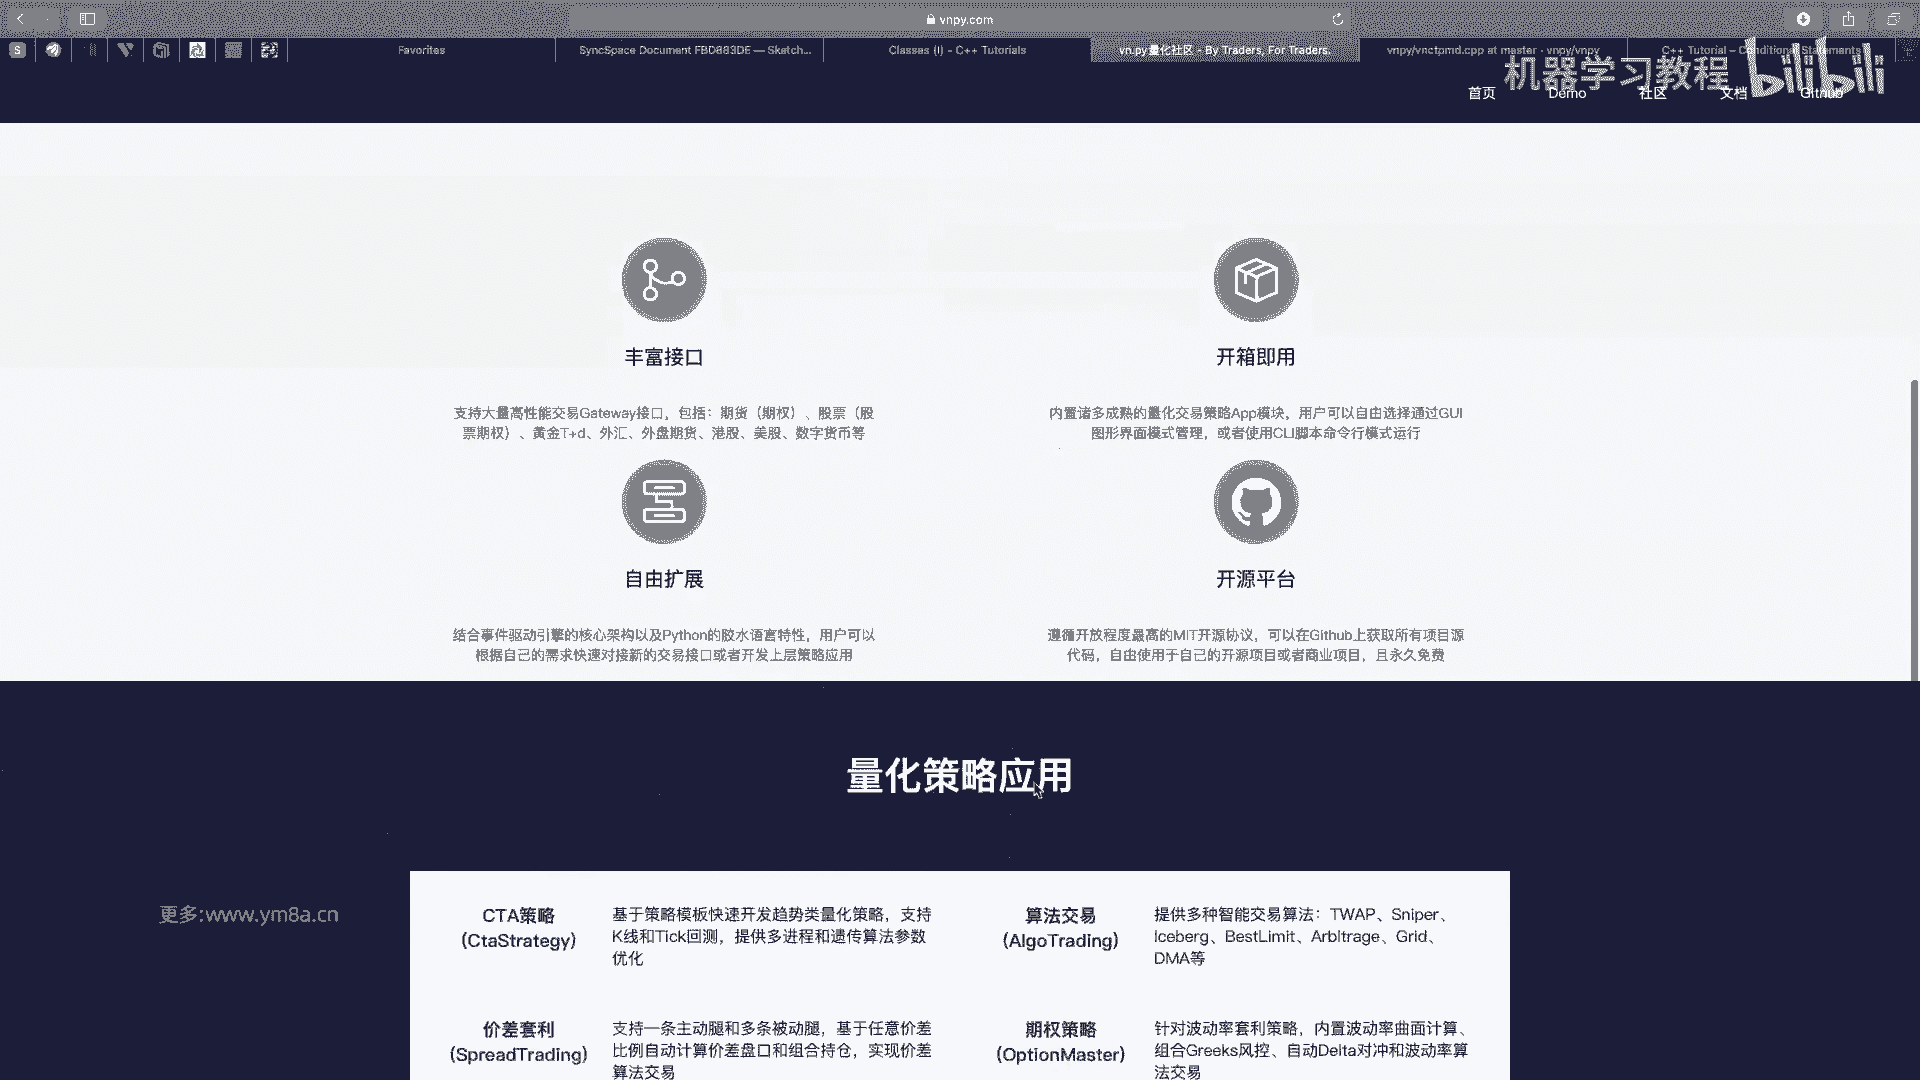 vnpy.com
S
Favorites
SyncSpace Document FBD883DE — Sketch...
Classes (I) - C++ Tutorials
vn.py量化社区 - By Traders, For Traders.
vnpy/vnctpmd.cpp at master · vnpy/vnpy
C++ Tutorial – Conditional Statements
机器学习教程 bilibili
首页
Demo
社区
文档
Github
丰富接口
支持大量高性能交易Gateway接口，包括：期货（期权）、股票（股
票期权）、黄金T+d、外汇、外盘期货、港股、美股、数字货币等
开箱即用
内置诸多成熟的量化交易策略App模块，用户可以自由选择通过GUI
图形界面模式管理，或者使用CLI脚本命令行模式运行
自由扩展
结合事件驱动引擎的核心架构以及Python的胶水语言特性，用户可以
根据自己的需求快速对接新的交易接口或者开发上层策略应用
开源平台
遵循开放程度最高的MIT开源协议，可以在Github上获取所有项目源
代码，自由使用于自己的开源项目或者商业项目，且永久免费
量化策略应用
更多:www.ym8a.cn
CTA策略
(CtaStrategy)
基于策略模板快速开发趋势类量化策略，支持
K线和Tick回测，提供多进程和遗传算法参数
优化
算法交易
(AlgoTrading)
提供多种智能交易算法：TWAP、Sniper、
Iceberg、BestLimit、Arbitrage、Grid、
DMA等
价差套利
(SpreadTrading)
支持一条主动腿和多条被动腿，基于任意价差
比例自动计算价差盘口和组合持仓，实现价差
算法交易
期权策略
(OptionMaster)
针对波动率套利策略，内置波动率曲面计算、
组合Greeks风控、自动Delta对冲和波动率算
法交易